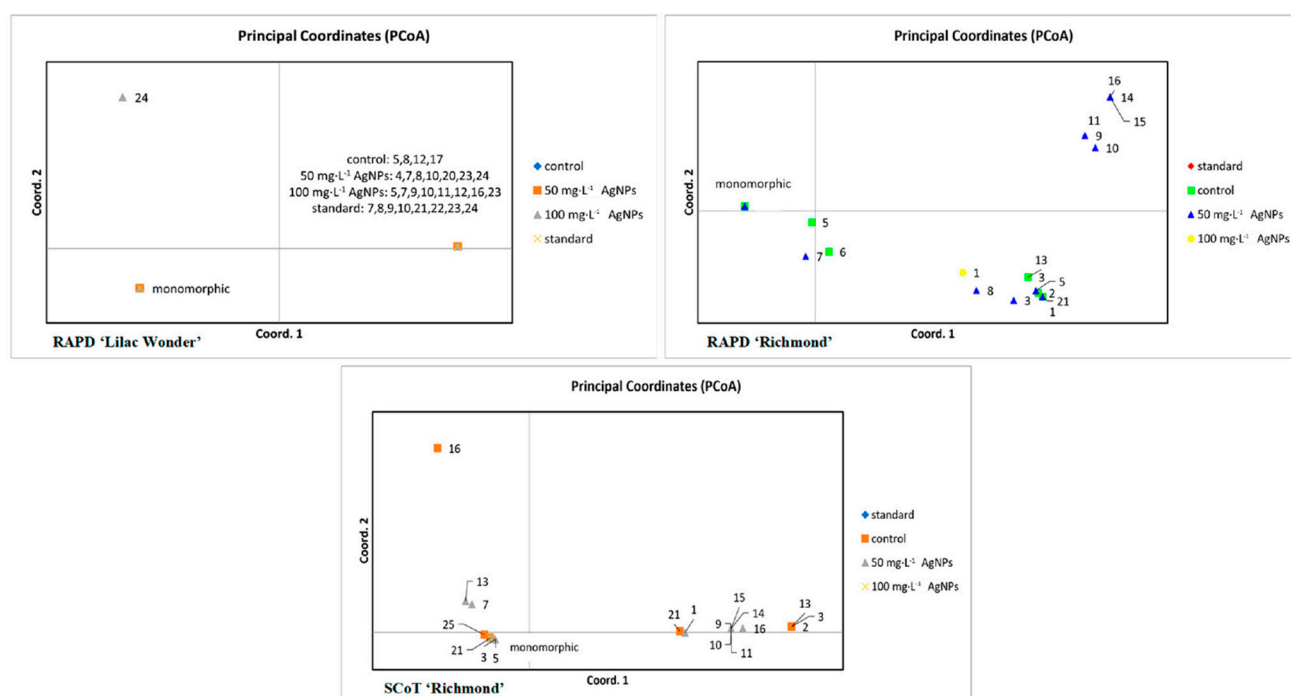 Principal Coordinates (PCoA)
Coord. 2
24
control: 5,8,12,17
50 mg·L⁻¹ AgNPs: 4,7,8,10,20,23,24
100 mg·L⁻¹ AgNPs: 5,7,9,10,11,12,16,23
standard: 7,8,9,10,21,22,23,24
monomorphic
control
50 mg·L⁻¹ AgNPs
100 mg·L⁻¹ AgNPs
standard
Coord. 1
RAPD ‘Lilac Wonder’
Principal Coordinates (PCoA)
Coord. 2
16
14
15
11
9
10
monomorphic
5
6
7
1
13
3
8
5
2
3
21
1
standard
control
50 mg·L⁻¹ AgNPs
100 mg·L⁻¹ AgNPs
Coord. 1
RAPD ‘Richmond’
Principal Coordinates (PCoA)
Coord. 2
16
13
7
25
21
3
5
monomorphic
21
1
15
9
14
16
10
11
13
3
2
standard
control
50 mg·L⁻¹ AgNPs
100 mg·L⁻¹ AgNPs
Coord. 1
SCoT ‘Richmond’